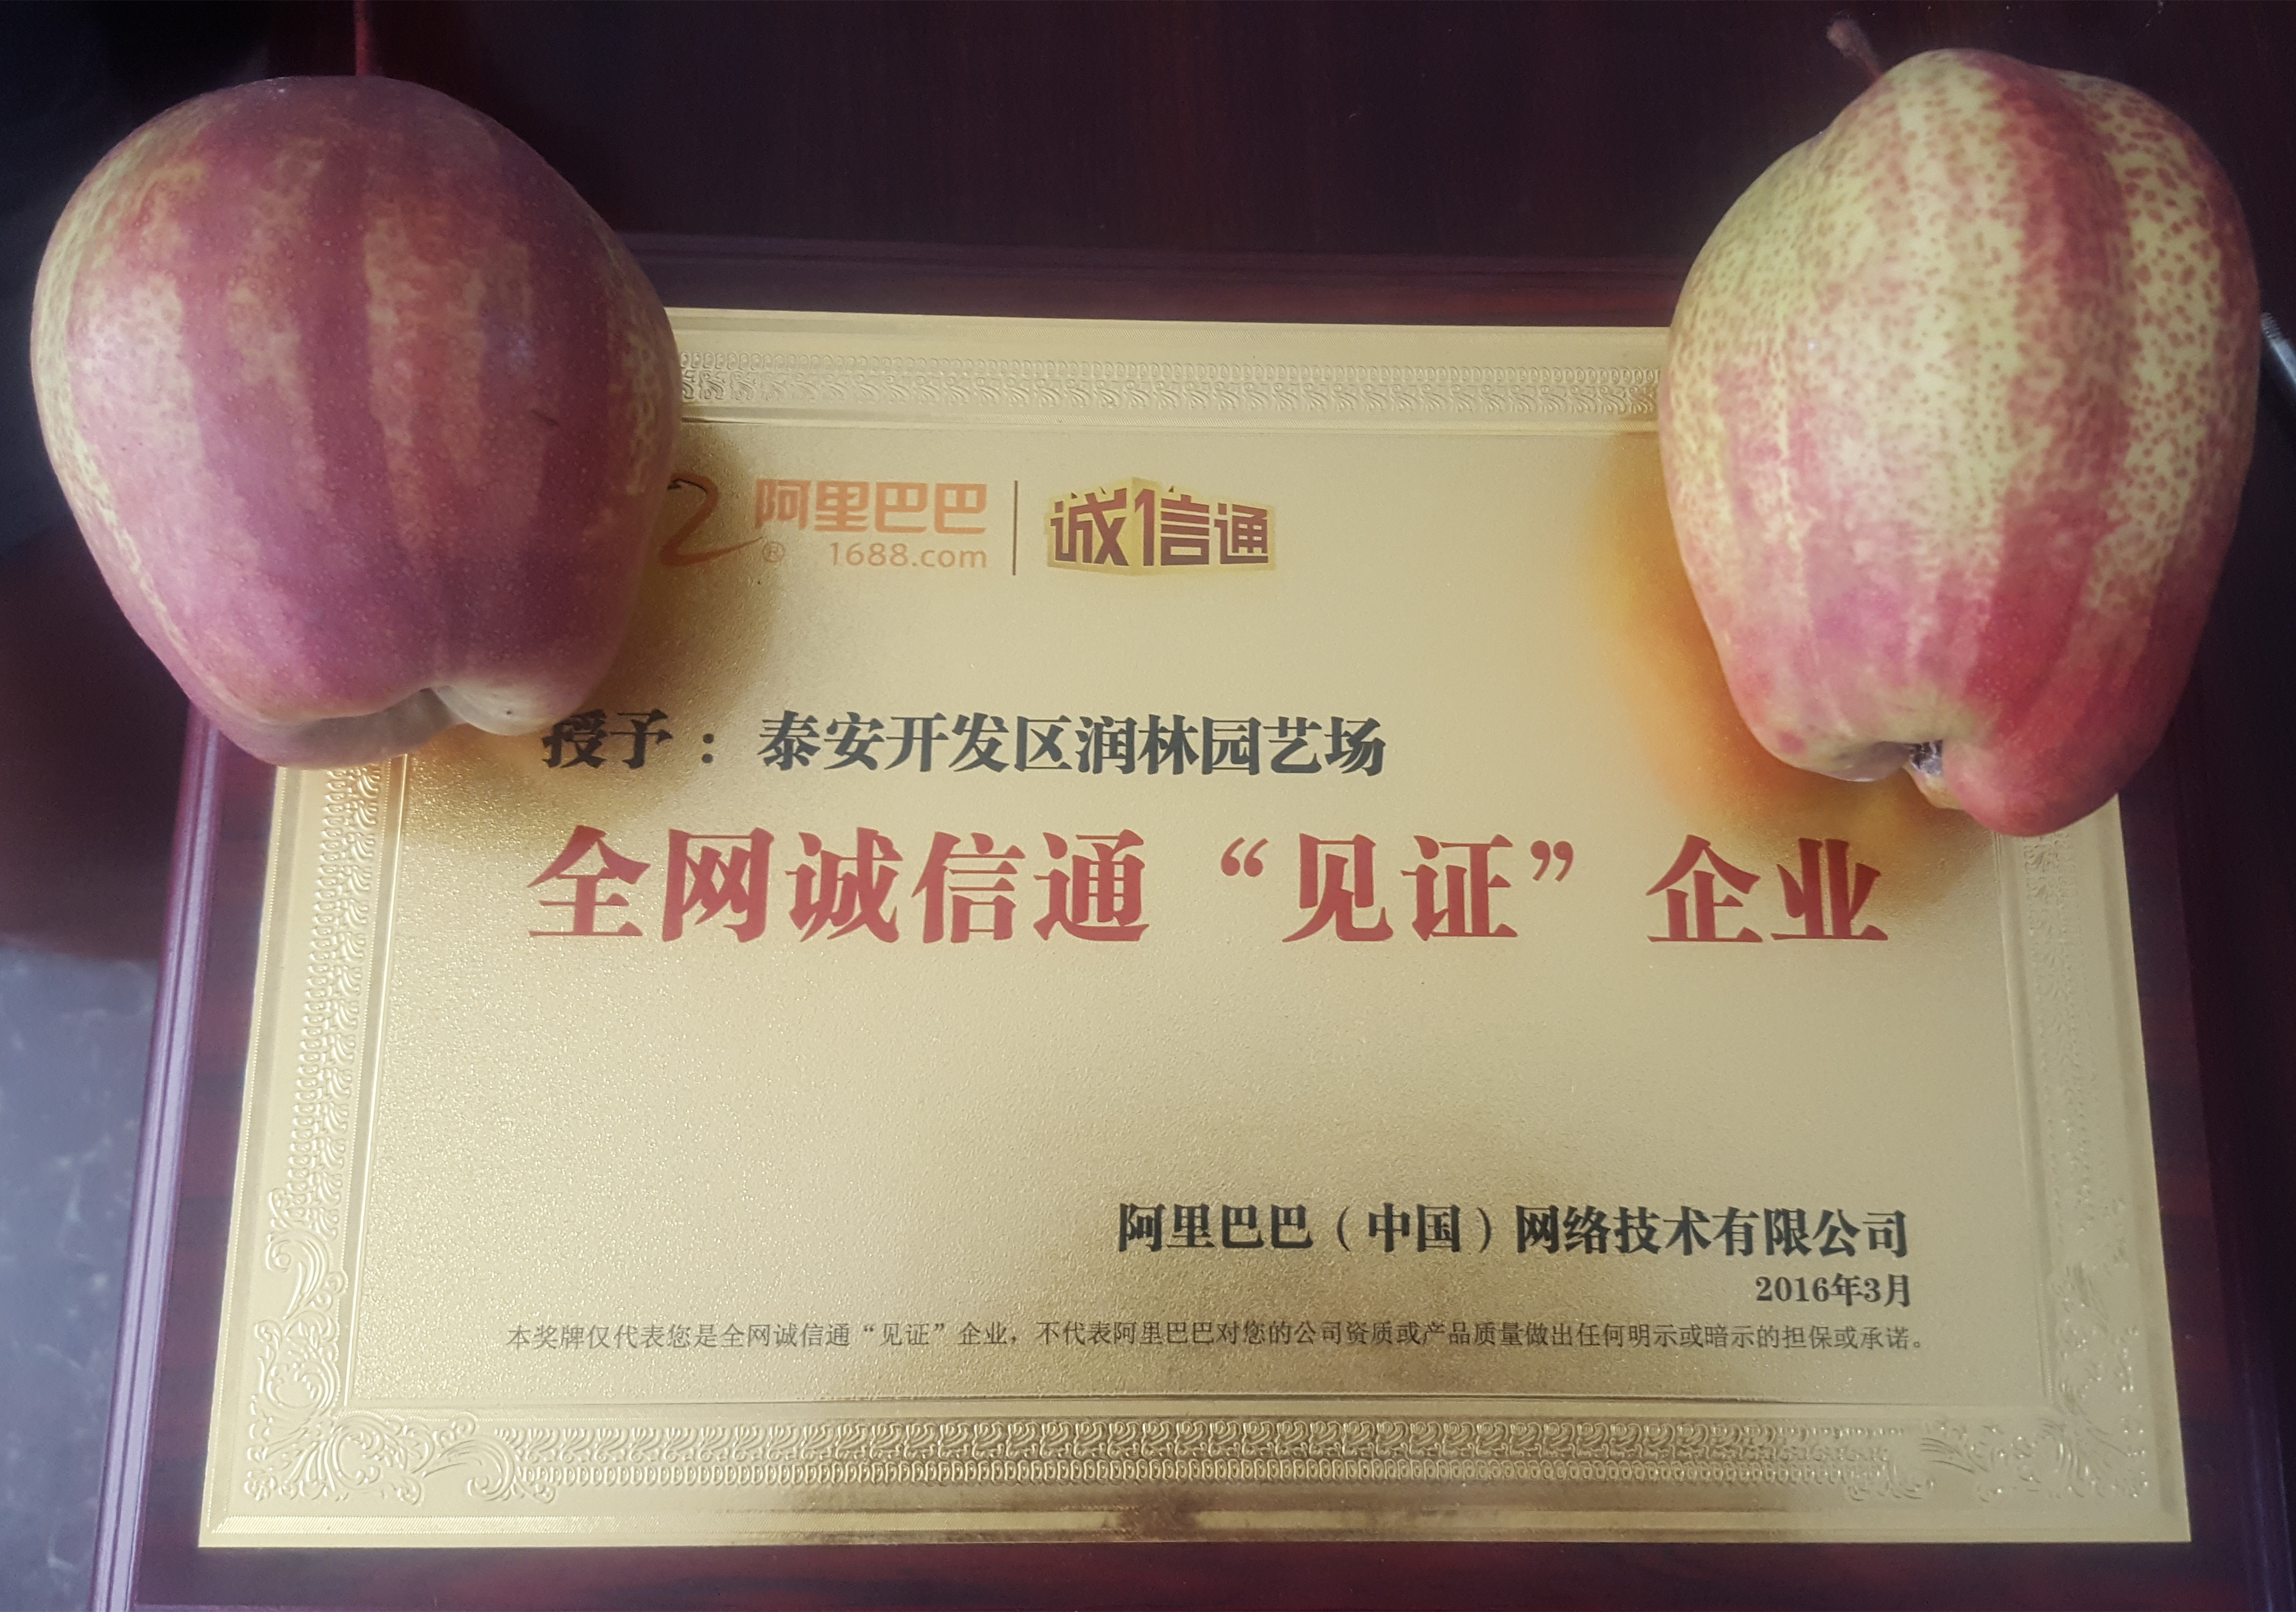 阿里巴巴 诚信通
® 1688.com
授予：泰安开发区润林园艺场
全网诚信通“见证”企业
阿里巴巴（中国）网络技术有限公司
2016年3月
本奖牌仅代表您是全网诚信通“见证”企业，不代表阿里巴巴对您的公司资质或产品质量做出任何明示或暗示的担保或承诺。